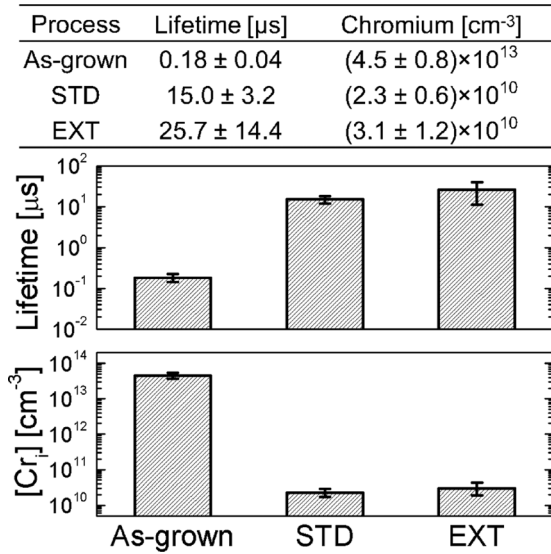 Process Lifetime [µs] Chromium [cm⁻³]
As-grown 0.18 ± 0.04 (4.5 ± 0.8)×10¹³
STD 15.0 ± 3.2 (2.3 ± 0.6)×10¹⁰
EXT 25.7 ± 14.4 (3.1 ± 1.2)×10¹⁰
Lifetime [µs]
10²
10¹
10⁰
10⁻¹
10⁻²
[Crᵢ] [cm⁻³]
10¹⁴
10¹³
10¹²
10¹¹
10¹⁰
As-grown STD EXT